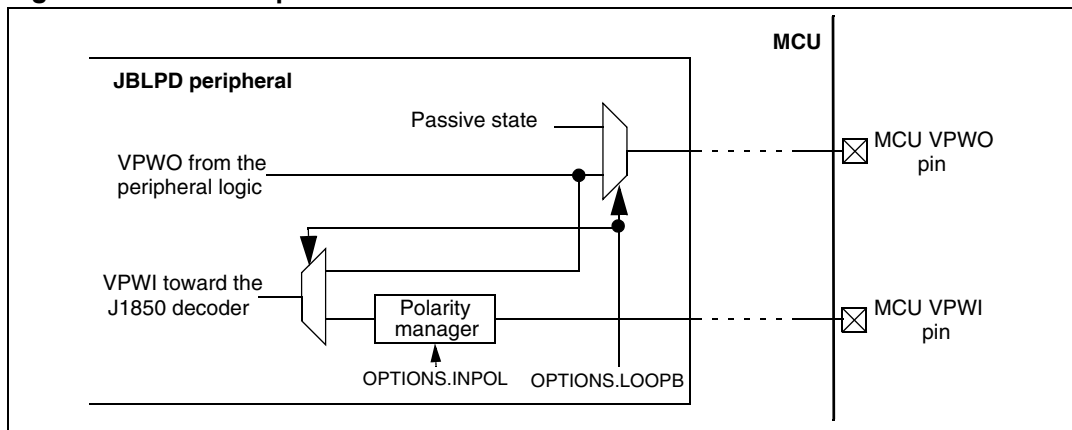 MCU
JBLPD peripheral
Passive state
MCU VPWO
pin
VPWO from the
peripheral logic
VPWI toward the
J1850 decoder
Polarity
manager
MCU VPWI
pin
OPTIONS.INPOL
OPTIONS.LOOPB